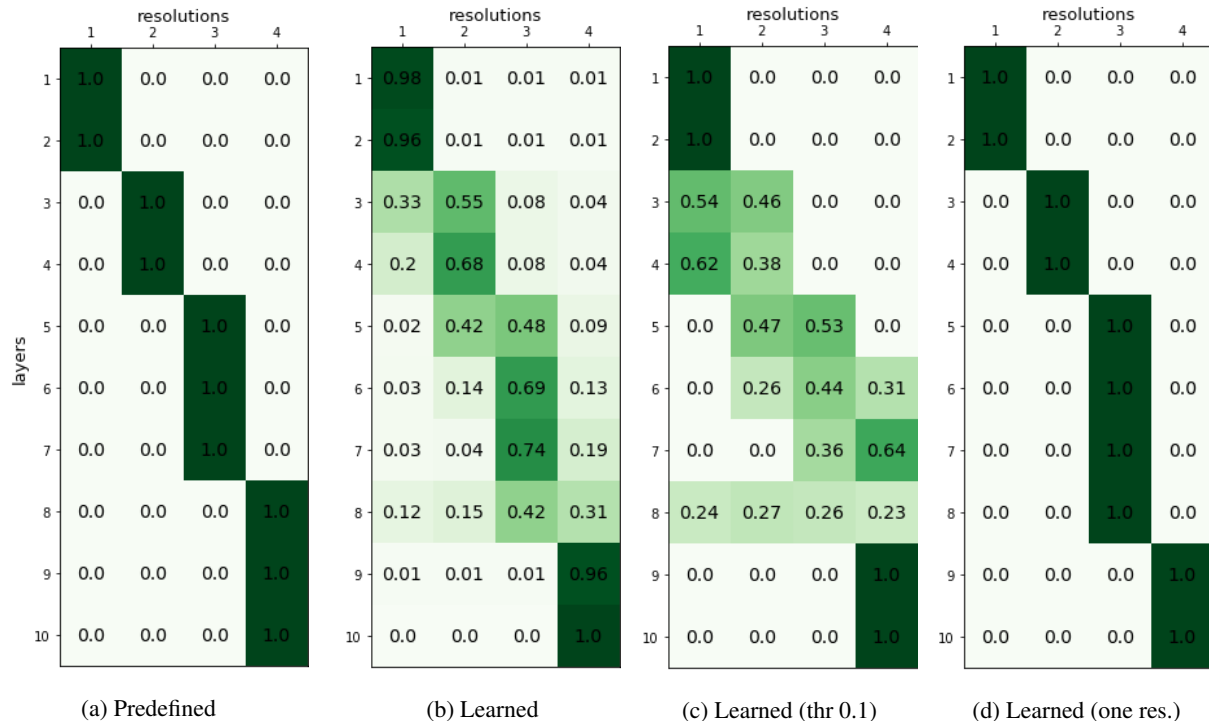 resolutions resolutions resolutions resolutions
1 2 3 4 1 2 3 4 1 2 3 4 1 2 3 4
1 1.0 0.0 0.0 0.0 1 0.98 0.01 0.01 0.01 1 1.0 0.0 0.0 0.0 1 1.0 0.0 0.0 0.0
2 1.0 0.0 0.0 0.0 2 0.96 0.01 0.01 0.01 2 1.0 0.0 0.0 0.0 2 1.0 0.0 0.0 0.0
3 0.0 1.0 0.0 0.0 3 0.33 0.55 0.08 0.04 3 0.54 0.46 0.0 0.0 3 0.0 1.0 0.0 0.0
4 0.0 1.0 0.0 0.0 4 0.2 0.68 0.08 0.04 4 0.62 0.38 0.0 0.0 4 0.0 1.0 0.0 0.0
5 0.0 0.0 1.0 0.0 5 0.02 0.42 0.48 0.09 5 0.0 0.47 0.53 0.0 5 0.0 0.0 1.0 0.0
layers
6 0.0 0.0 1.0 0.0 6 0.03 0.14 0.69 0.13 6 0.0 0.26 0.44 0.31 6 0.0 0.0 1.0 0.0
7 0.0 0.0 1.0 0.0 7 0.03 0.04 0.74 0.19 7 0.0 0.0 0.36 0.64 7 0.0 0.0 1.0 0.0
8 0.0 0.0 0.0 1.0 8 0.12 0.15 0.42 0.31 8 0.24 0.27 0.26 0.23 8 0.0 0.0 1.0 0.0
9 0.0 0.0 0.0 1.0 9 0.01 0.01 0.01 0.96 9 0.0 0.0 0.0 1.0 9 0.0 0.0 0.0 1.0
10 0.0 0.0 0.0 1.0 10 0.0 0.0 0.0 1.0 10 0.0 0.0 0.0 1.0 10 0.0 0.0 0.0 1.0
(a) Predefined (b) Learned (c) Learned (thr 0.1) (d) Learned (one res.)